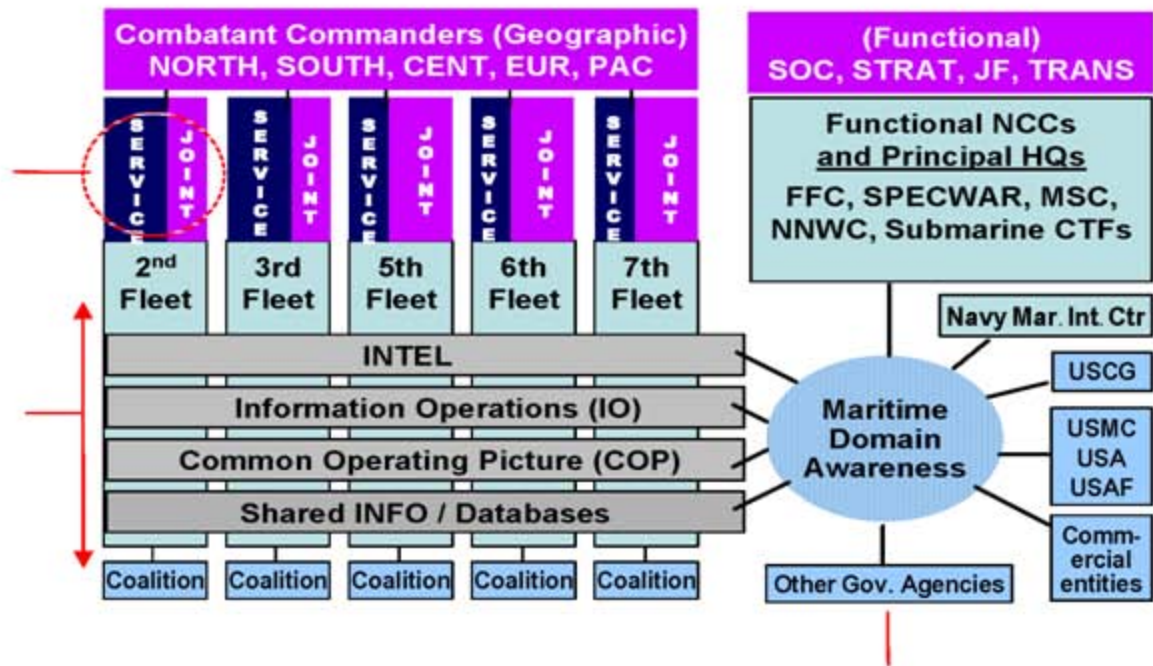 Combatant Commanders (Geographic)
NORTH, SOUTH, CENT, EUR, PAC
(Functional)
SOC, STRAT, JF, TRANS
SERVICE
JOINT
SERVICE
JOINT
SERVICE
JOINT
SERVICE
JOINT
SERVICE
JOINT
Functional NCCs
and Principal HQs
FFC, SPECWAR, MSC,
NNWC, Submarine CTFs
2nd
Fleet
3rd
Fleet
5th
Fleet
6th
Fleet
7th
Fleet
Navy Mar. Int. Ctr
INTEL
Information Operations (IO)
Common Operating Picture (COP)
Shared INFO / Databases
Maritime
Domain
Awareness
USCG
USMC
USA
USAF
Comm-
ercial
entities
Coalition
Coalition
Coalition
Coalition
Coalition
Other Gov. Agencies